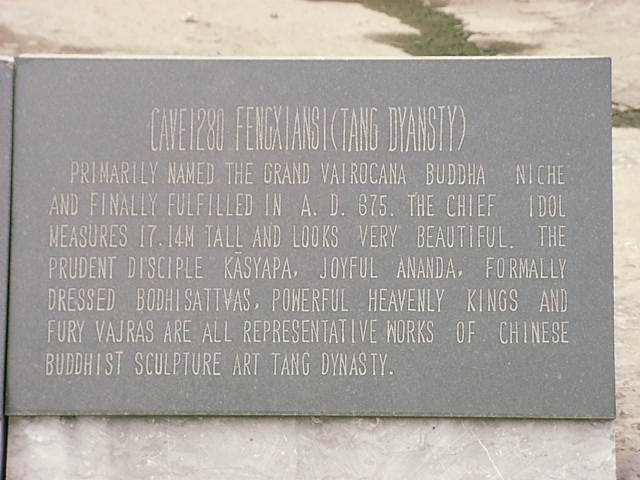 CAVE1280 FENGXIANSI(TANG DYANSTY)
PRIMARILY NAMED THE GRAND VAIROCANA BUDDHA NICHE
AND FINALLY FULFILLED IN A. D. 675. THE CHIEF IDOL
MEASURES 17.14M TALL AND LOOKS VERY BEAUTIFUL. THE
PRUDENT DISCIPLE KĀSYAPA, JOYFUL ANANDA, FORMALLY
DRESSED BODHISATTVAS, POWERFUL HEAVENLY KINGS AND
FURY VAJRAS ARE ALL REPRESENTATIVE WORKS OF CHINESE
BUDDHIST SCULPTURE ART TANG DYNASTY.